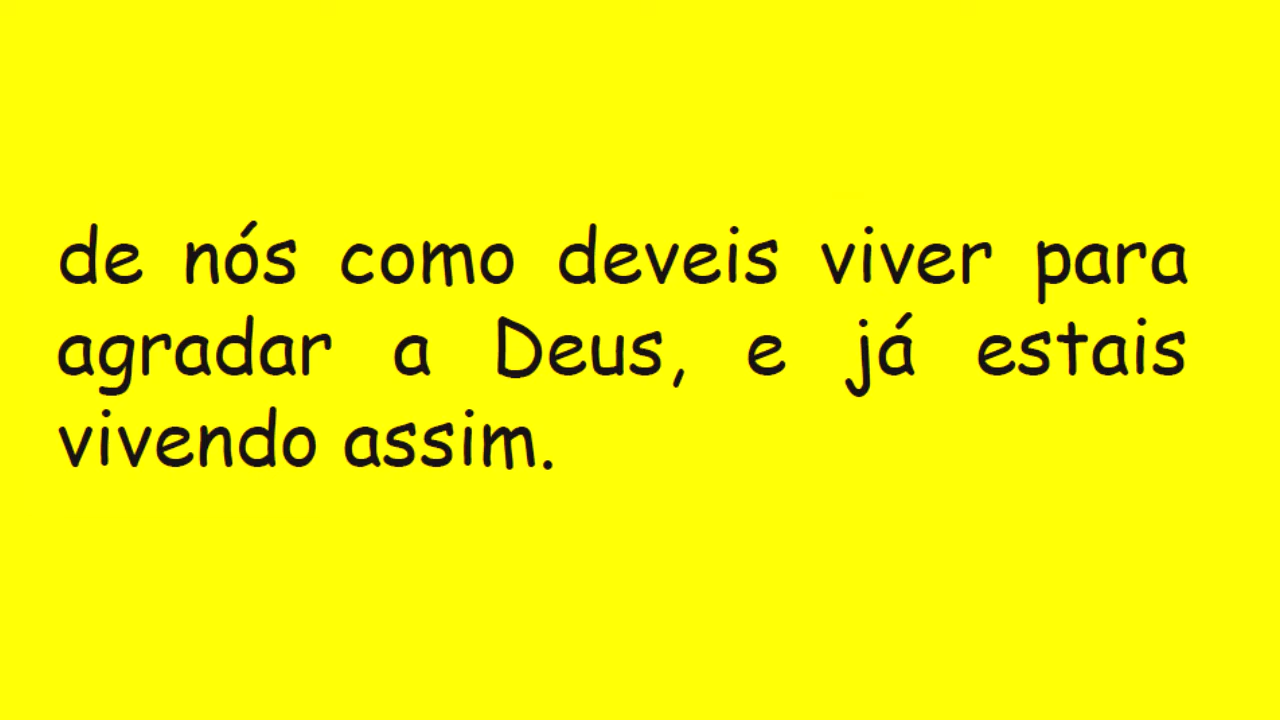 de nós como deveis viver para
agradar a Deus, e já estais
vivendo assim.